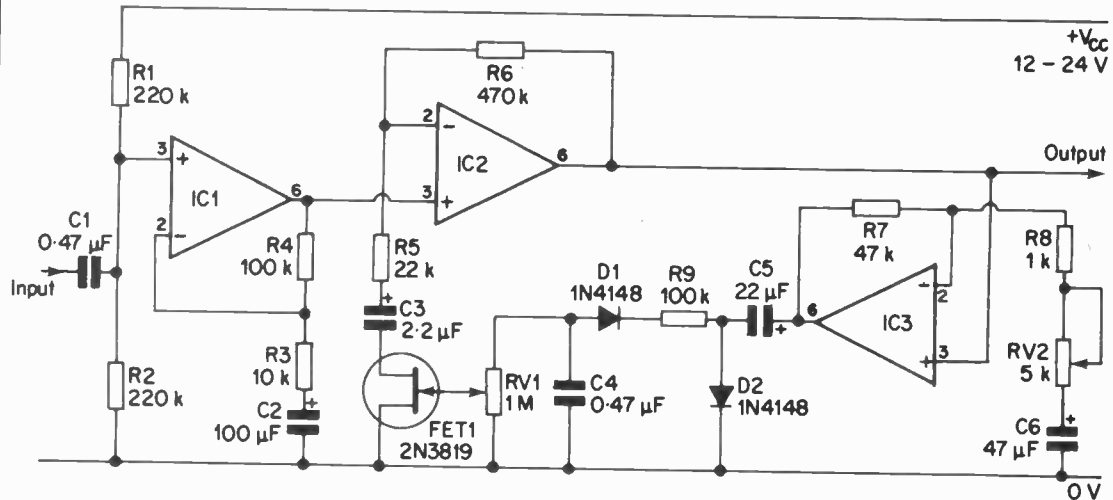 +Vcc
12 – 24 V
R1
220 k
R6
470 k
2
–
IC2
6
3
+
3
+
IC1
6
2
–
Output
C1
0·47 µF
Input
R4
100 k
R5
22 k
R7
47 k
R8
1 k
D1
1N4148
R9
100 k
C5
22 µF
+
6
IC3
–
2
+
3
+
C3
2·2 µF
R3
10 k
R2
220 k
+
C2
100 µF
FET1
2N3819
RV1
1 M
C4
0·47 µF
D2
1N4148
RV2
5 k
+
C6
47 µF
0 V